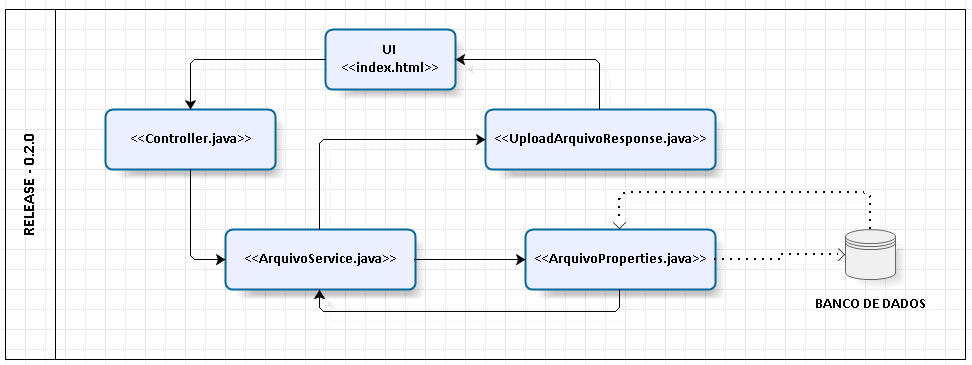 RELEASE - 0.2.0
UI
<<index.html>>
<<Controller.java>>
<<UploadArquivoResponse.java>>
<<ArquivoService.java>>
<<ArquivoProperties.java>>
BANCO DE DADOS